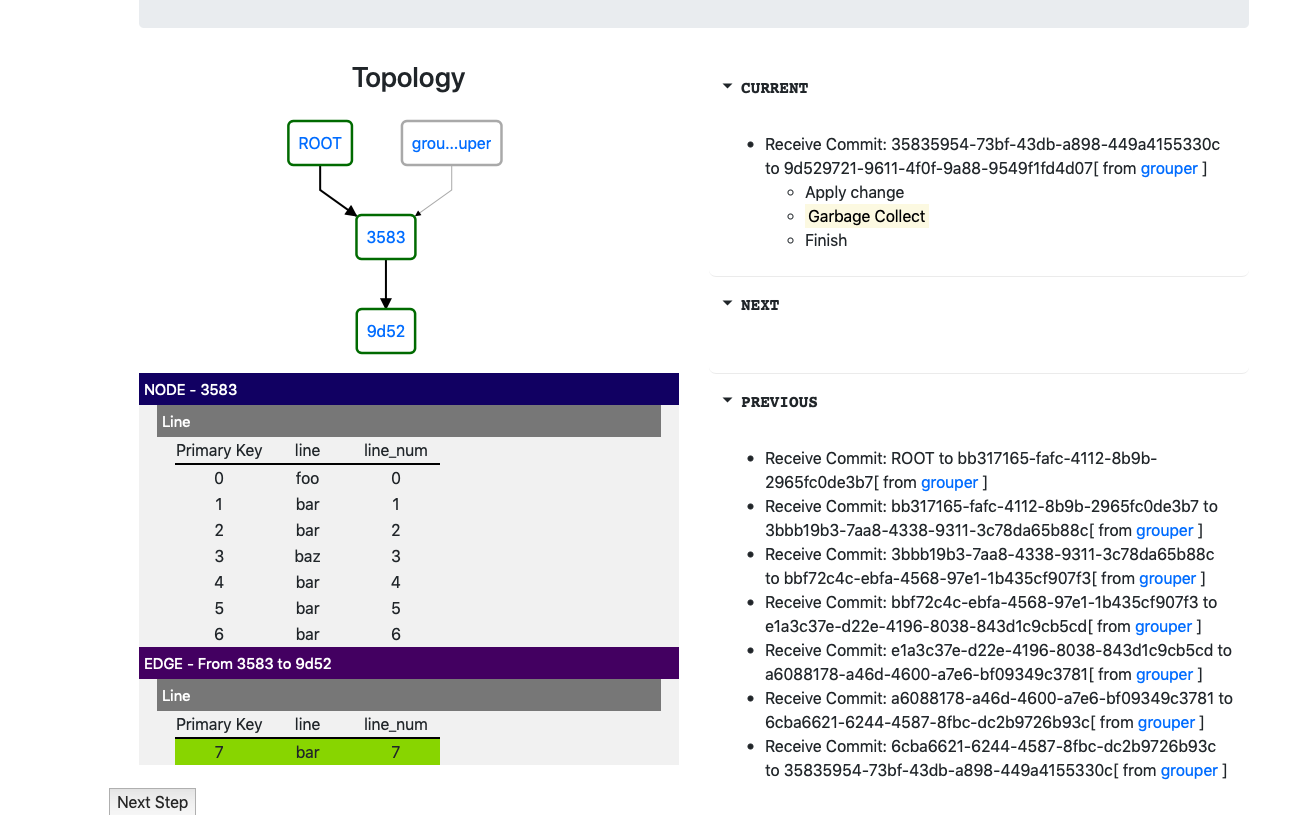 Topology
ROOT
grou...uper
3583
9d52
NODE - 3583
Line
Primary Key line line_num
0 foo 0
1 bar 1
2 bar 2
3 baz 3
4 bar 4
5 bar 5
6 bar 6
EDGE - From 3583 to 9d52
Line
Primary Key line line_num
7 bar 7
Next Step
CURRENT
Receive Commit: 35835954-73bf-43db-a898-449a4155330c
to 9d529721-9611-4f0f-9a88-9549f1fd4d07[ from grouper ]
Apply change
Garbage Collect
Finish
NEXT
PREVIOUS
Receive Commit: ROOT to bb317165-fafc-4112-8b9b-
2965fc0de3b7[ from grouper ]
Receive Commit: bb317165-fafc-4112-8b9b-2965fc0de3b7 to
3bbb19b3-7aa8-4338-9311-3c78da65b88c[ from grouper ]
Receive Commit: 3bbb19b3-7aa8-4338-9311-3c78da65b88c
to bbf72c4c-ebfa-4568-97e1-1b435cf907f3[ from grouper ]
Receive Commit: bbf72c4c-ebfa-4568-97e1-1b435cf907f3 to
e1a3c37e-d22e-4196-8038-843d1c9cb5cd[ from grouper ]
Receive Commit: e1a3c37e-d22e-4196-8038-843d1c9cb5cd to
a6088178-a46d-4600-a7e6-bf09349c3781[ from grouper ]
Receive Commit: a6088178-a46d-4600-a7e6-bf09349c3781 to
6cba6621-6244-4587-8fbc-dc2b9726b93c[ from grouper ]
Receive Commit: 6cba6621-6244-4587-8fbc-dc2b9726b93c
to 35835954-73bf-43db-a898-449a4155330c[ from grouper ]